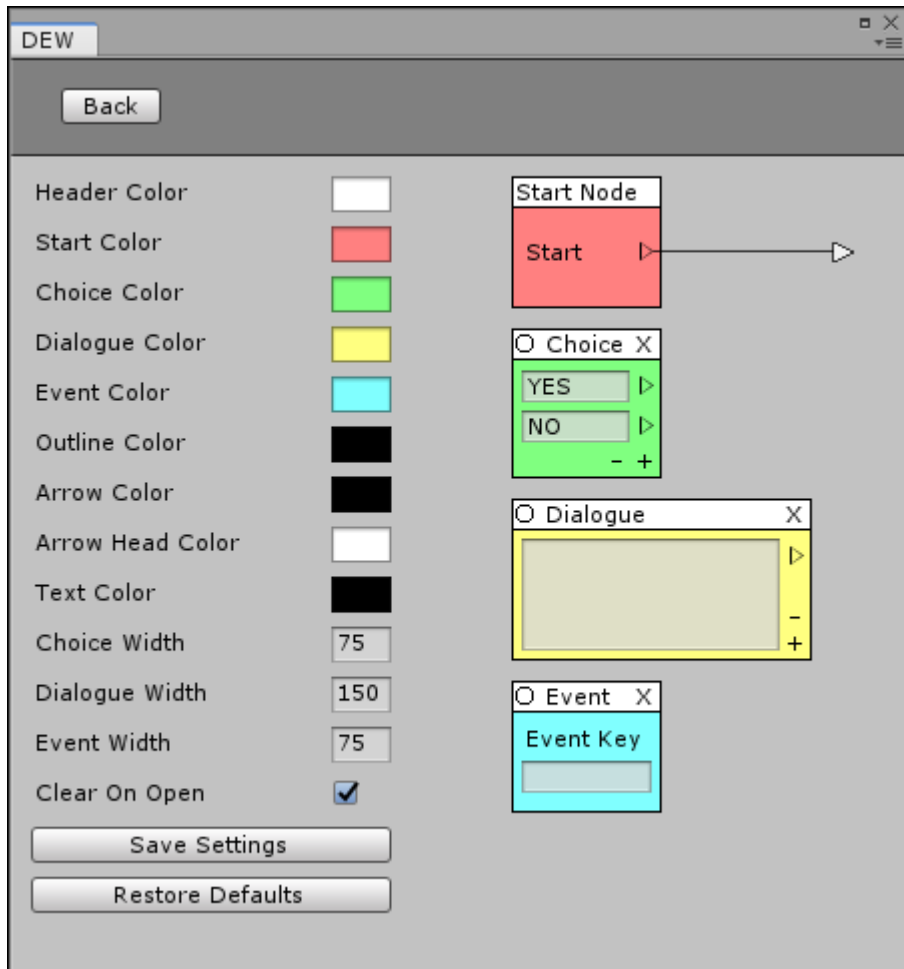 DEW
Back
Header Color
Start Color
Choice Color
Dialogue Color
Event Color
Outline Color
Arrow Color
Arrow Head Color
Text Color
Choice Width 75
Dialogue Width 150
Event Width 75
Clear On Open
Save Settings
Restore Defaults
Start Node
Start
Choice X
YES
NO
- +
Dialogue X
-
+
Event X
Event Key